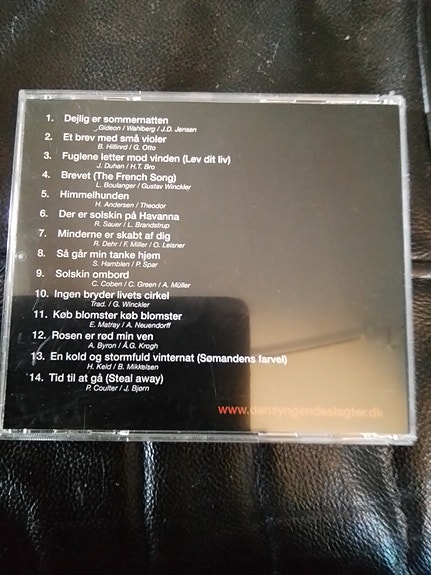 1. Dejlig er sommernatten
Gideon / Wahlberg / J.D. Jensen
2. Et brev med små violer
B. Hillinrd / G. Otto
3. Fuglene letter mod vinden (Lev dit liv)
J. Duhan / H.T. Bro
4. Brevet (The French Song)
L. Boulanger / Gustav Winckler
5. Himmelhunden
H. Andersen / Theodor
6. Der er solskin på Havanna
R. Sauer / L. Brandstrup
7. Minderne er skabt af dig
R. Dehr / F. Miller / O. Leisner
8. Så går min tanke hjem
S. Hamblen / P. Spar
9. Solskin ombord
C. Coben / C. Green / A. Müller
10. Ingen bryder livets cirkel
Trad. / G. Winckler
11. Køb blomster køb blomster
E. Matray / A. Neuendorff
12. Rosen er rød min ven
A. Byron / Å.G. Krogh
13. En kold og stormfuld vinternat (Sømandens farvel)
H. Keld / B. Mikkelsen
14. Tid til at gå (Steal away)
P. Coulter / J. Bjørn
www.densyngendeslagter.dk